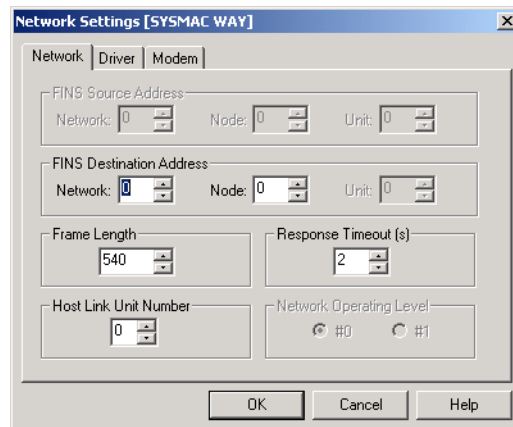 Network Settings [SYSMAC WAY]
Network Driver Modem
FINS Source Address
Network: 0 Node: 0 Unit: 0
FINS Destination Address
Network: 0 Node: 0 Unit: 0
Frame Length Response Timeout (s)
540 2
Host Link Unit Number Network Operating Level
0 #0 #1
OK Cancel Help